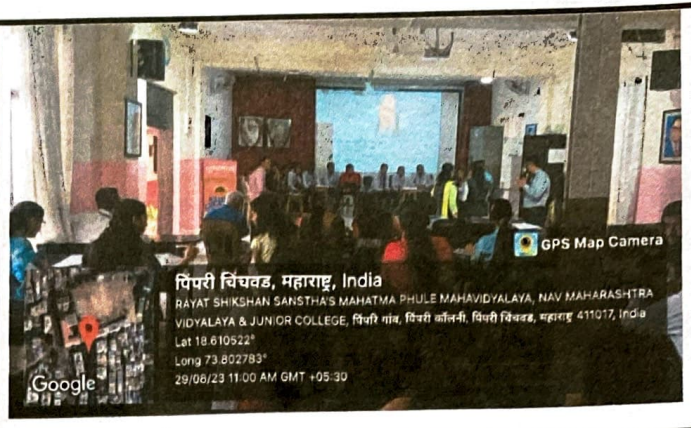 GPS Map Camera
पिंपरी चिंचवड, महाराष्ट्र, India
RAYAT SHIKSHAN SANSTHA'S MAHATMA PHULE MAHAVIDYALAYA, NAV MAHARASHTRA
VIDYALAYA & JUNIOR COLLEGE, पिंपरि गांव, पिंपरी कॉलनी, पिंपरी चिंचवड, महाराष्ट्र 411017, India
Lat 18.610522°
Long 73.802783°
29/08/23 11:00 AM GMT +05:30
Google